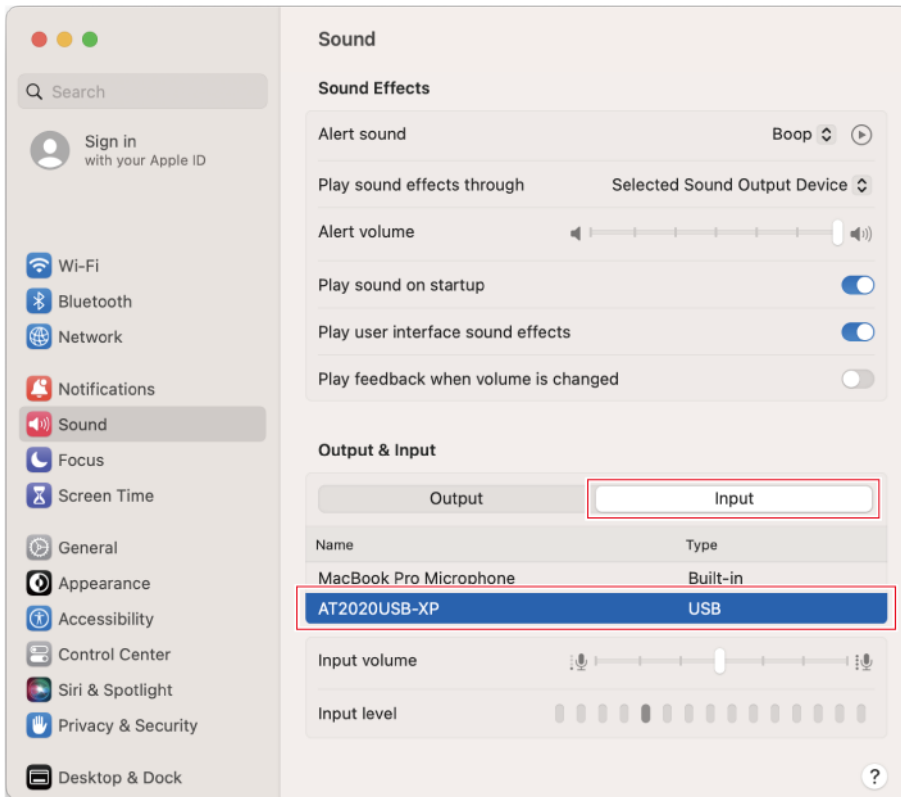 Search
Sign in
with your Apple ID
Wi-Fi
Bluetooth
Network
Notifications
Sound
Focus
Screen Time
General
Appearance
Accessibility
Control Center
Siri & Spotlight
Privacy & Security
Desktop & Dock
Sound
Sound Effects
Alert sound Boop
Play sound effects through Selected Sound Output Device
Alert volume
Play sound on startup
Play user interface sound effects
Play feedback when volume is changed
Output & Input
Output Input
Name Type
MacBook Pro Microphone Built-in
AT2020USB-XP USB
Input volume
Input level
?